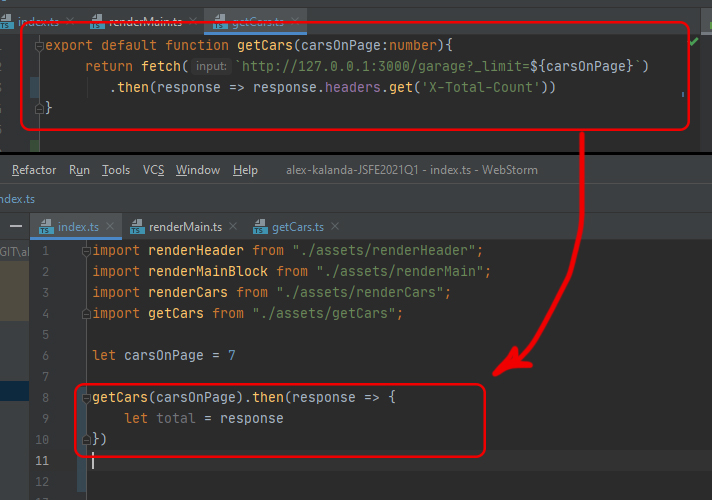 index.ts renderMain.ts getCars.ts
export default function getCars(carsOnPage:number){
return fetch( input: `http://127.0.0.1:3000/garage?_limit=${carsOnPage}`)
.then(response => response.headers.get('X-Total-Count'))
}
Refactor Run Tools VCS Window Help alex-kalanda-JSFE2021Q1 - index.ts - WebStorm
index.ts
index.ts renderMain.ts getCars.ts
1 import renderHeader from "./assets/renderHeader";
2 import renderMainBlock from "./assets/renderMain";
3 import renderCars from "./assets/renderCars";
4 import getCars from "./assets/getCars";
5
6 let carsOnPage = 7
7
8 getCars(carsOnPage).then(response => {
9 let total = response
10 })
11
12